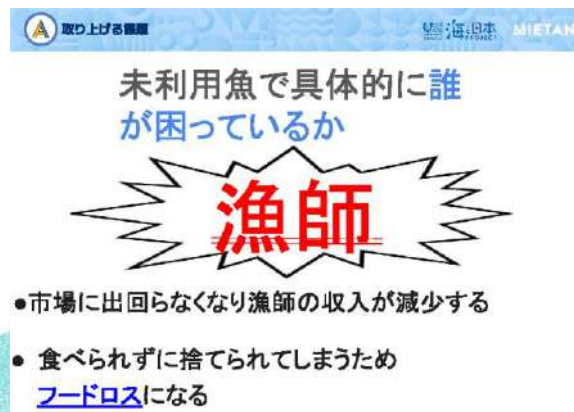 取り上げる課題
海と日本
PROJECT
MIETAN
未利用魚で具体的に誰
が困っているか
漁師
●市場に出回らなくなり漁師の収入が減少する
● 食べられずに捨てられてしまうため
フードロスになる